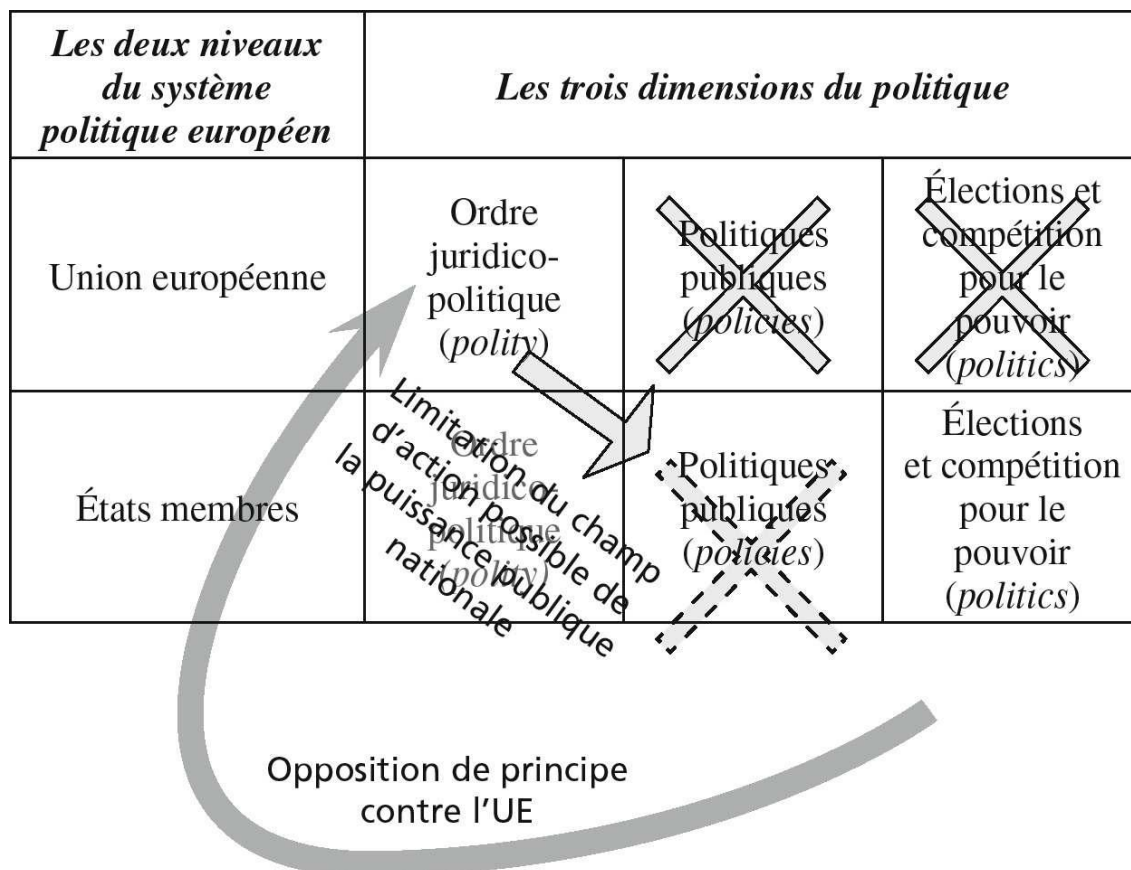 Les deux niveaux
du système
politique européen
Les trois dimensions du politique
Union européenne
Ordre
juridico-
politique
(polity)
Politiques
publiques
(policies)
Élections et
compétition
pour le
pouvoir
(politics)
États membres
Ordre
juridico-
politique
(polity)
Limitation du champ
d'action possible de
la puissance publique
nationale
Politiques
publiques
(policies)
Élections
et compétition
pour le
pouvoir
(politics)
Opposition de principe
contre l'UE